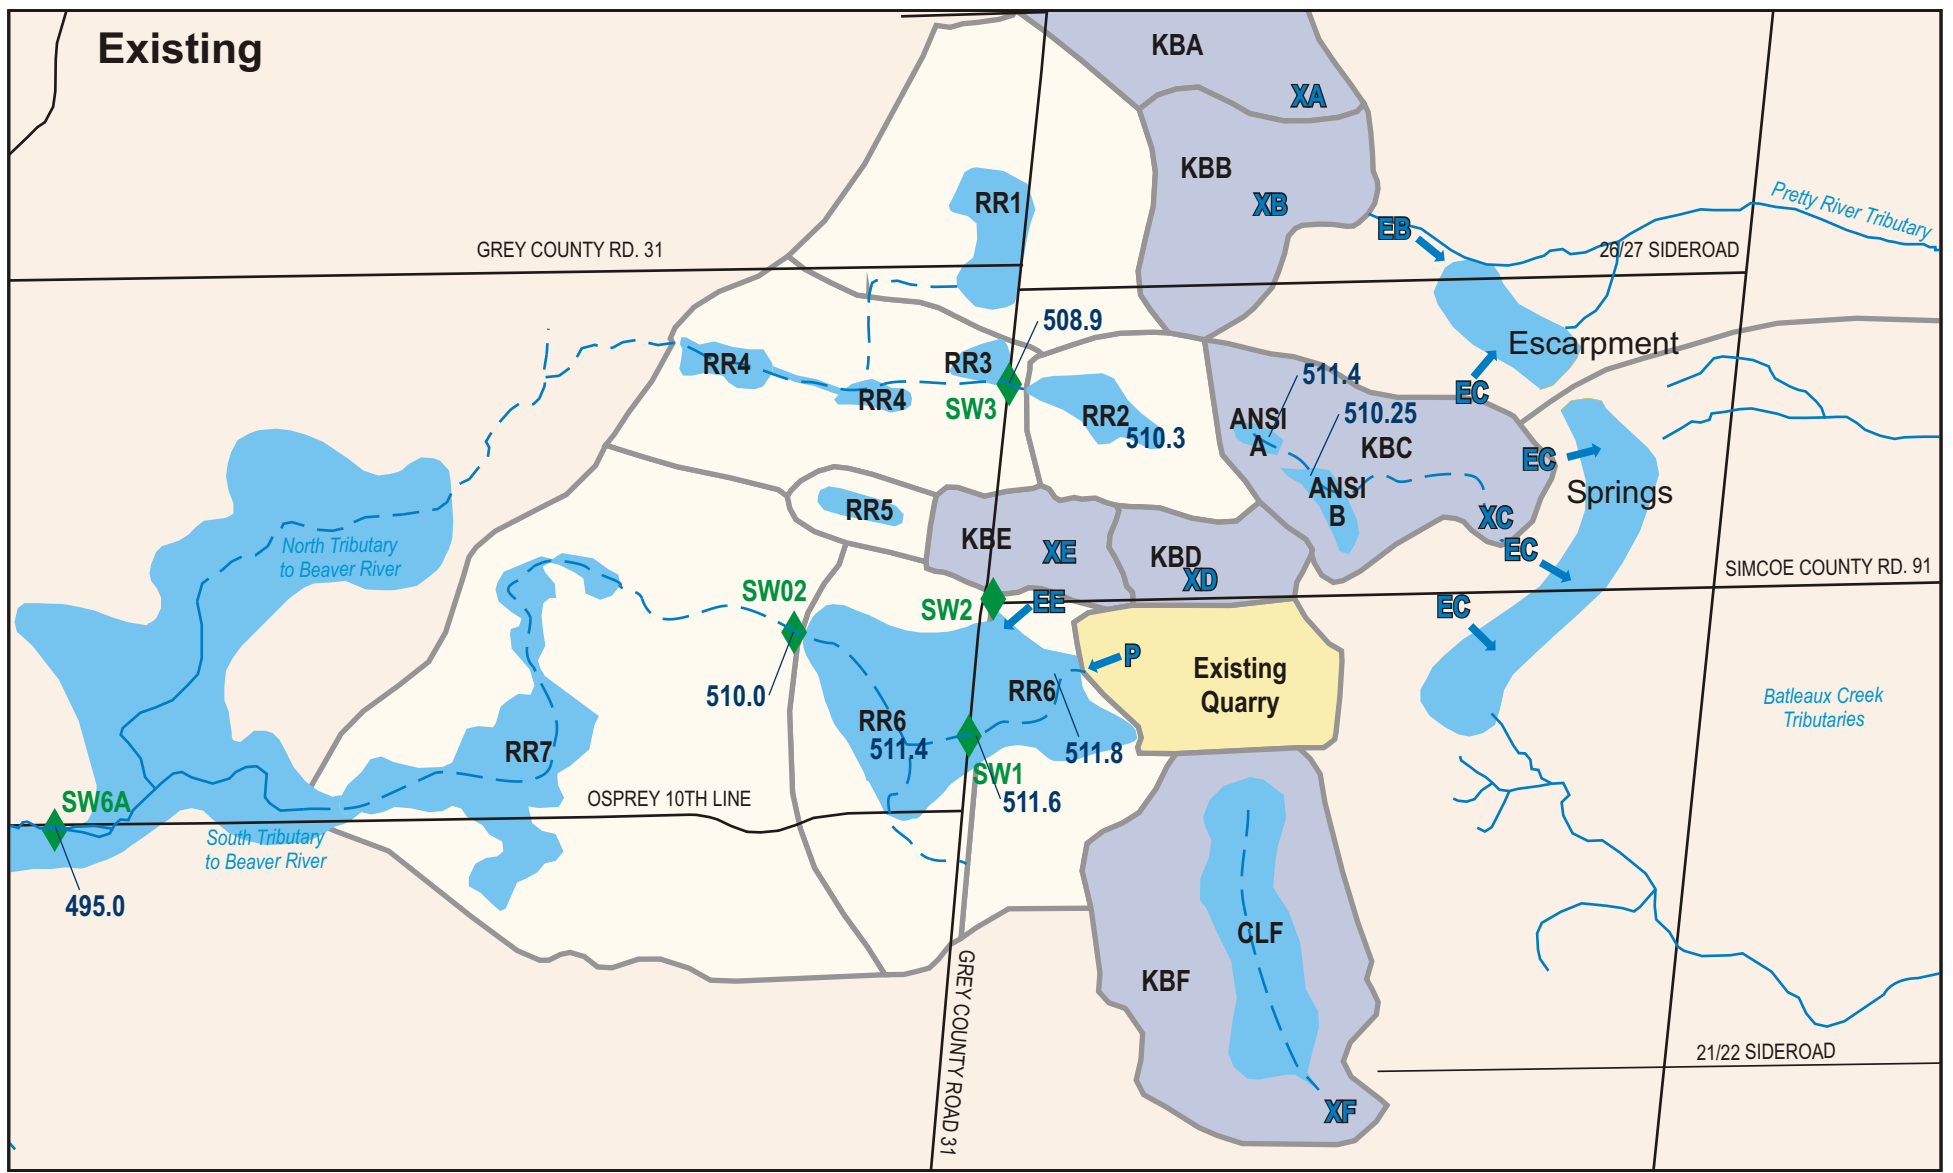 Existing
KBA
XA
KBB
XB
RR1
EB
Pretty River Tributary
GREY COUNTY RD. 31
26/27 SIDEROAD
508.9
Escarpment
RR4
RR3
RR4
SW3
RR2
510.3
511.4
EC
510.25
ANSI
A
KBC
EC
Springs
ANSI
B
XC
RR5
KBE
XE
KBD
XD
EC
SIMCOE COUNTY RD. 91
North Tributary
to Beaver River
SW02
SW2
EE
EC
P
510.0
RR6
RR6
511.4
511.8
Existing
Quarry
Batleaux Creek
Tributaries
RR7
SW1
511.6
OSPREY 10TH LINE
SW6A
South Tributary
to Beaver River
495.0
CLF
KBF
GREY COUNTY ROAD 31
21/22 SIDEROAD
XF